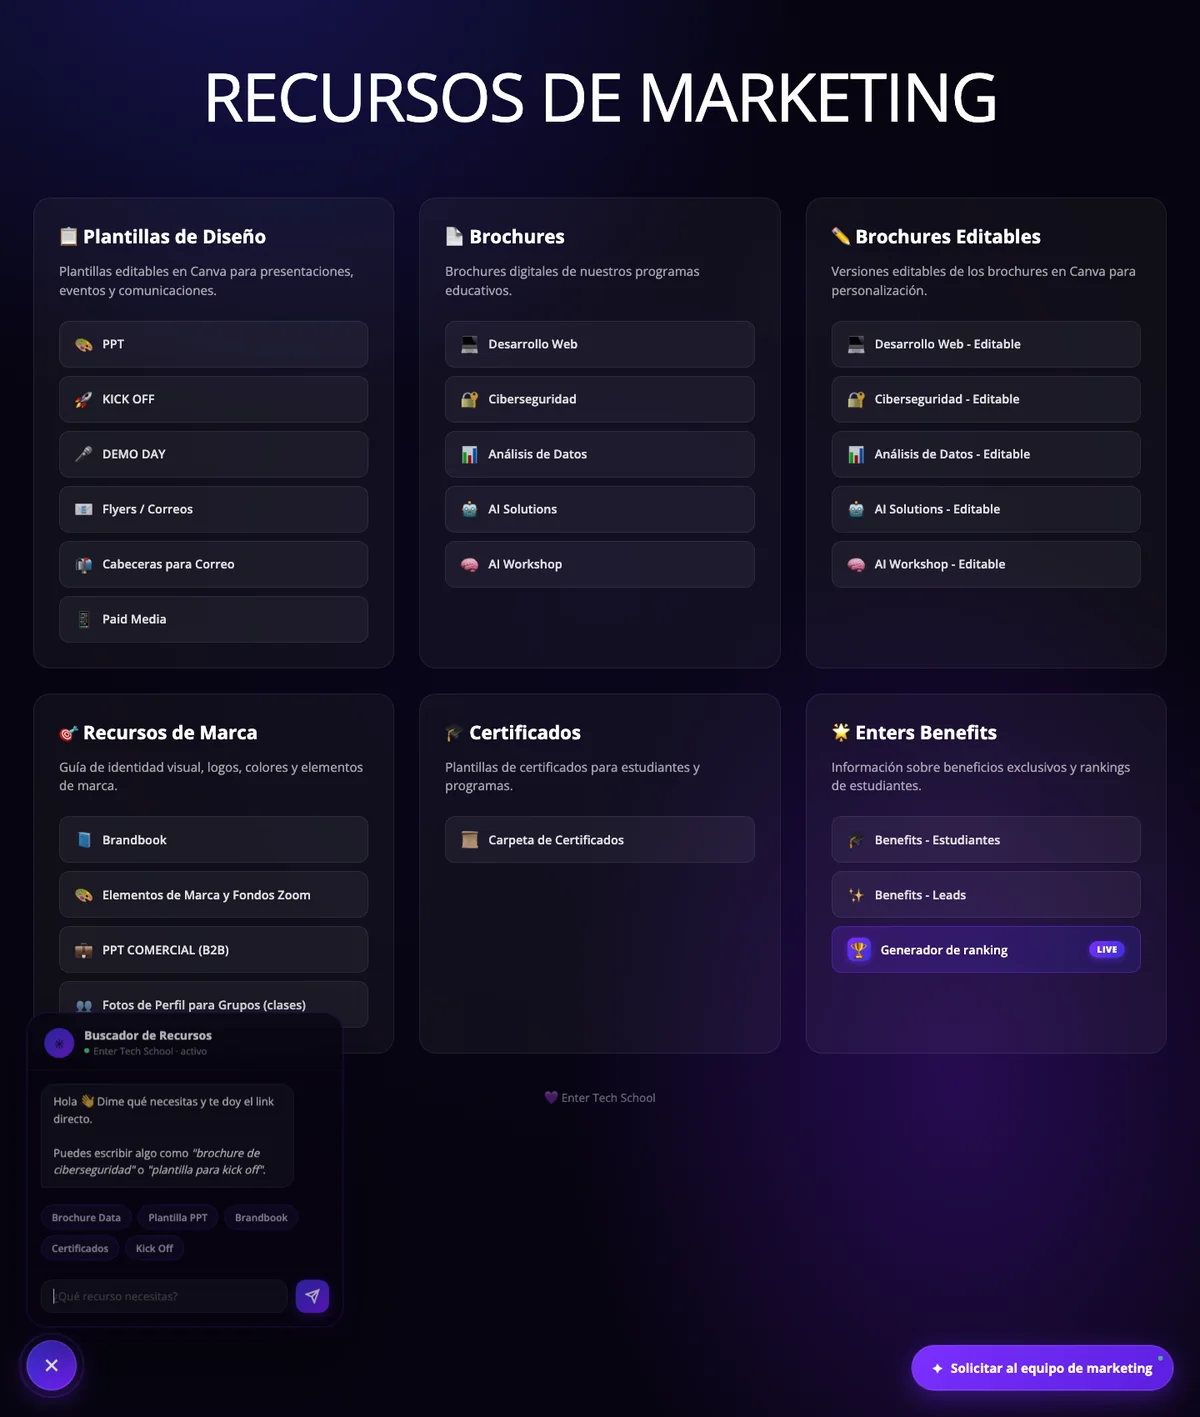 RECURSOS DE MARKETING
Plantillas de Diseño
Plantillas editables en Canva para presentaciones,
eventos y comunicaciones.
PPT
KICK OFF
DEMO DAY
Flyers / Correos
Cabeceras para Correo
Paid Media
Brochures
Brochures digitales de nuestros programas
educativos.
Desarrollo Web
Ciberseguridad
Análisis de Datos
AI Solutions
AI Workshop
Brochures Editables
Versiones editables de los brochures en Canva para
personalización.
Desarrollo Web - Editable
Ciberseguridad - Editable
Análisis de Datos - Editable
AI Solutions - Editable
AI Workshop - Editable
Recursos de Marca
Guía de identidad visual, logos, colores y elementos
de marca.
Brandbook
Elementos de Marca y Fondos Zoom
PPT COMERCIAL (B2B)
Fotos de Perfil para Grupos (clases)
Certificados
Plantillas de certificados para estudiantes y
programas.
Carpeta de Certificados
Enters Benefits
Información sobre beneficios exclusivos y rankings
de estudiantes.
Benefits - Estudiantes
Benefits - Leads
Generador de ranking LIVE
Buscador de Recursos
Enter Tech School · activo
Hola 👋 Dime qué necesitas y te doy el link
directo.
Puedes escribir algo como "brochure de
ciberseguridad" o "plantilla para kick off".
Brochure Data Plantilla PPT Brandbook
Certificados Kick Off
¿Qué recurso necesitas?
💜 Enter Tech School
Solicitar al equipo de marketing